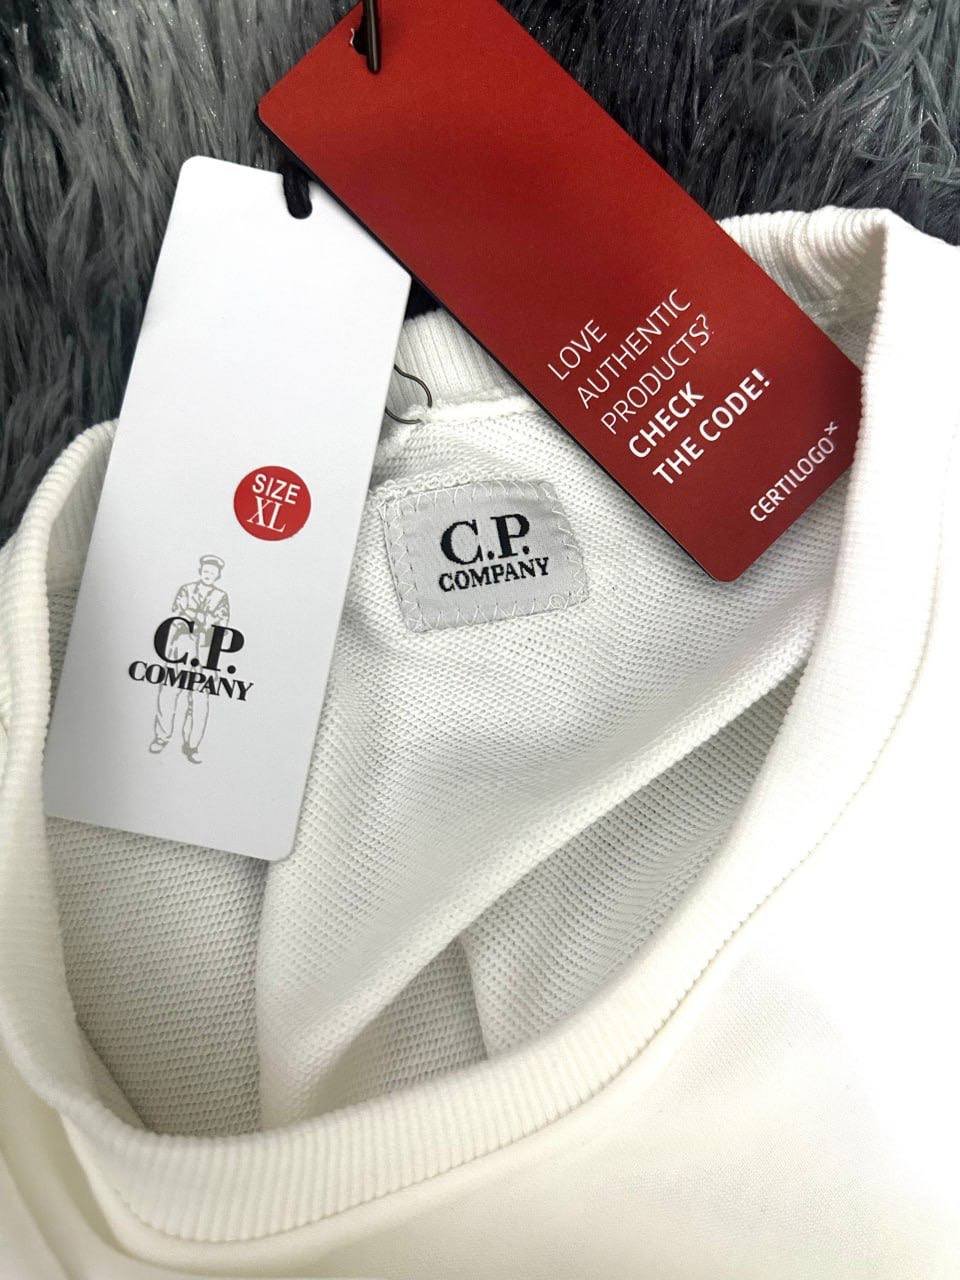 LOVE
AUTHENTIC
PRODUCTS?
CHECK
THE CODE!
CERTILOGO
SIZE
XL
C.P.
COMPANY
C.P.
COMPANY